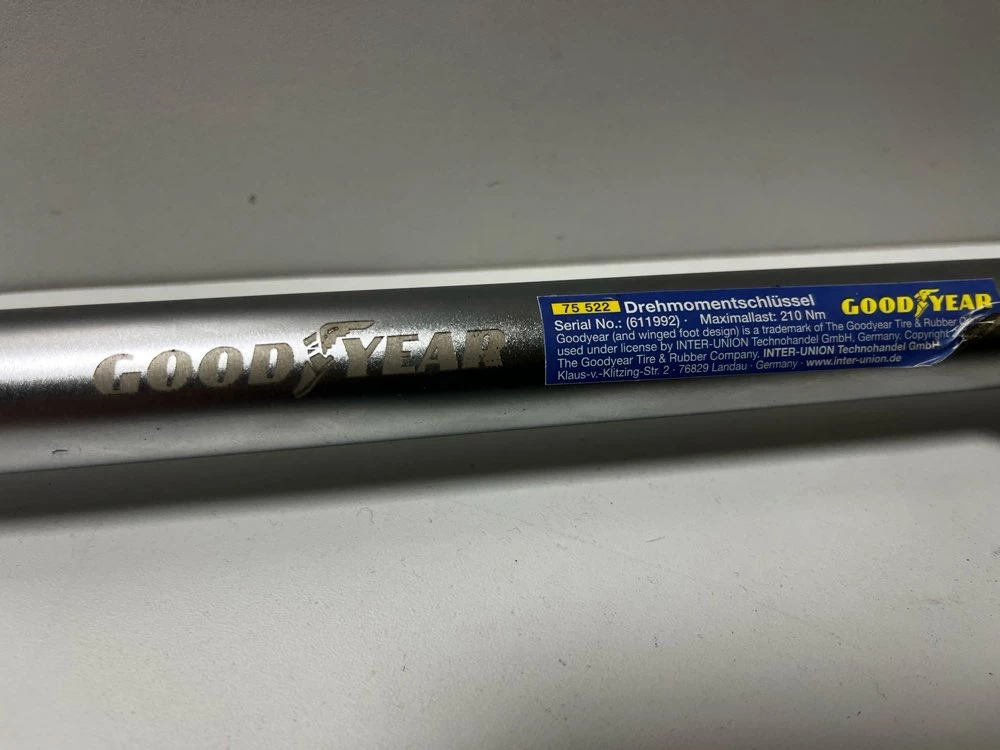 GOODYEAR
75 522 Drehmomentschlüssel GOODYEAR
Serial No.: (611992) · Maximallast: 210 Nm
Goodyear (and winged foot design) is a trademark of The Goodyear Tire & Rubber
used under license by INTER-UNION Technohandel GmbH, Germany. Copyright
The Goodyear Tire & Rubber Company. INTER-UNION Technohandel GmbH
Klaus-v.-Klitzing-Str. 2 · 76829 Landau · Germany · www.inter-union.de